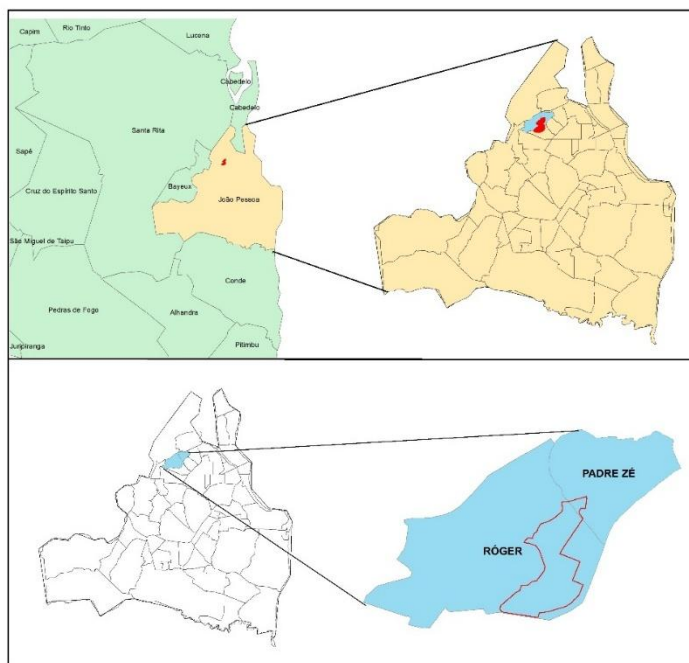 Capim
Rio Tinto
Lucena
Cabedelo
Cabedelo
Santa Rita
Sapê
Bayeux
Cruz do Espírito Santo
João Pessoa
São Miguel de Taipu
Conde
Pedras de Fogo
Alhandra
Pitimbu
Juripiranga
PADRE ZÉ
RÓGER